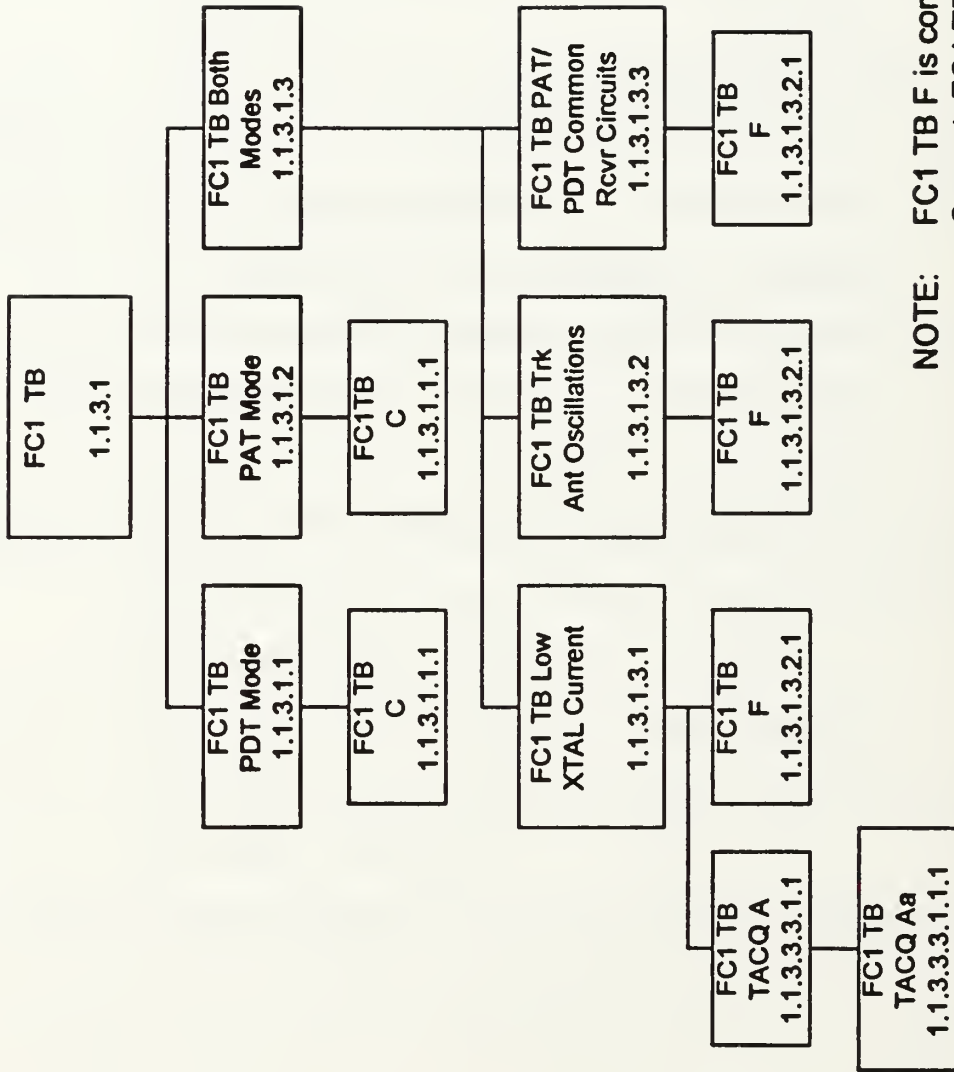 FC1 TB
1.1.3.1
FC1 TB
PDT Mode
1.1.3.1.1
FC1 TB
PAT Mode
1.1.3.1.2
FC1 TB Both
Modes
1.1.3.1.3
FC1 TB
C
1.1.3.1.1.1
FC1TB
C
1.1.3.1.1.1
FC1 TB Low
XTAL Current
1.1.3.1.3.1
FC1 TB Trk
Ant Oscillations
1.1.3.1.3.2
FC1 TB PAT/
PDT Common
Rcvr Circuits
1.1.3.1.3.3
FC1 TB
TACQ A
1.1.3.3.3.1.1
FC1 TB
F
1.1.3.1.3.2.1
FC1 TB
F
1.1.3.1.3.2.1
FC1 TB
F
1.1.3.1.3.2.1
FC1 TB
TACQ Aa
1.1.3.3.3.1.1.1
NOTE: FC1 TB F is